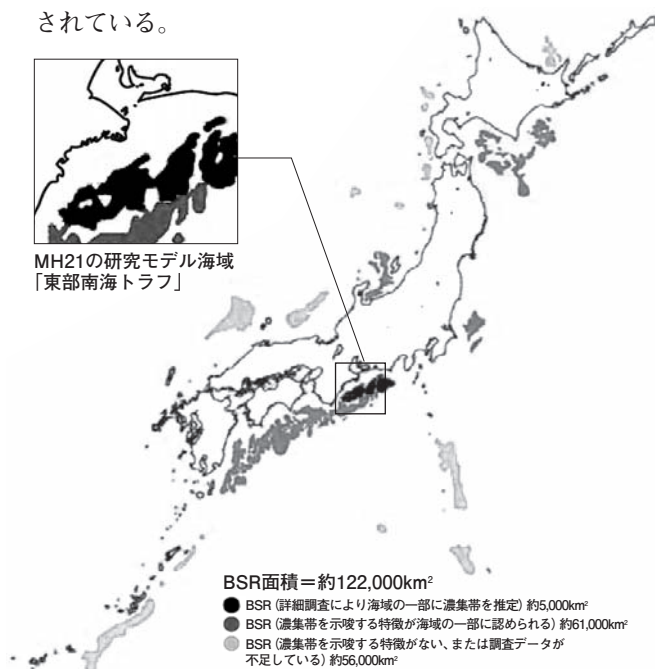 されている。
MH21の研究モデル海域
「東部南海トラフ」
BSR面積＝約122,000km²
BSR（詳細調査により海域の一部に濃集帯を推定）約5,000km²
BSR（濃集帯を示唆する特徴が海域の一部に認められる）約61,000km²
BSR（濃集帯を示唆する特徴がない、または調査データが
不足している）約56,000km²